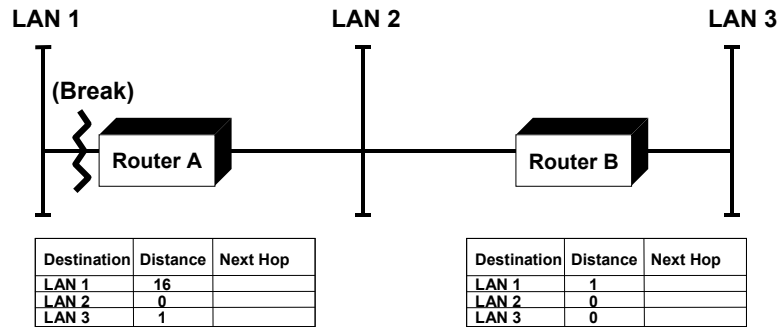 LAN 1 LAN 2 LAN 3
(Break)
Router A Router B
Destination Distance Next Hop
LAN 1 16
LAN 2 0
LAN 3 1
Destination Distance Next Hop
LAN 1 1
LAN 2 0
LAN 3 0